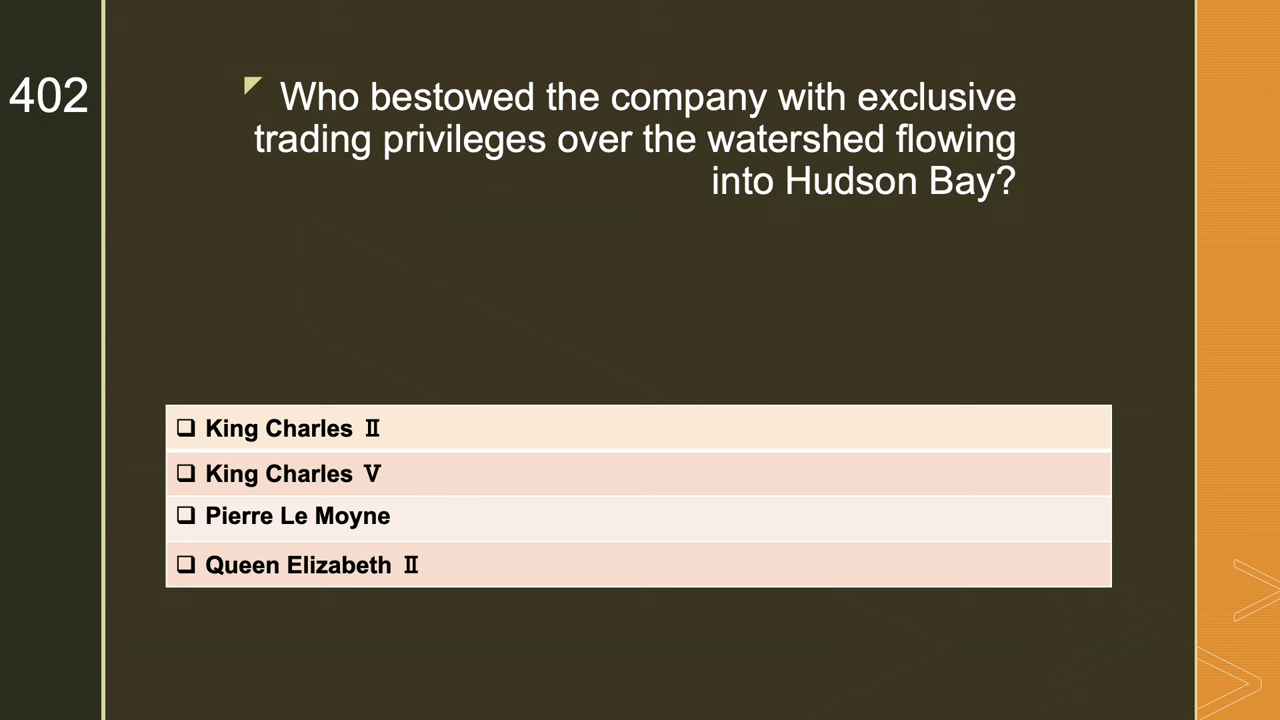 402
Who bestowed the company with exclusive
trading privileges over the watershed flowing
into Hudson Bay?
❑ King Charles Ⅱ
❑ King Charles Ⅴ
❑ Pierre Le Moyne
❑ Queen Elizabeth Ⅱ